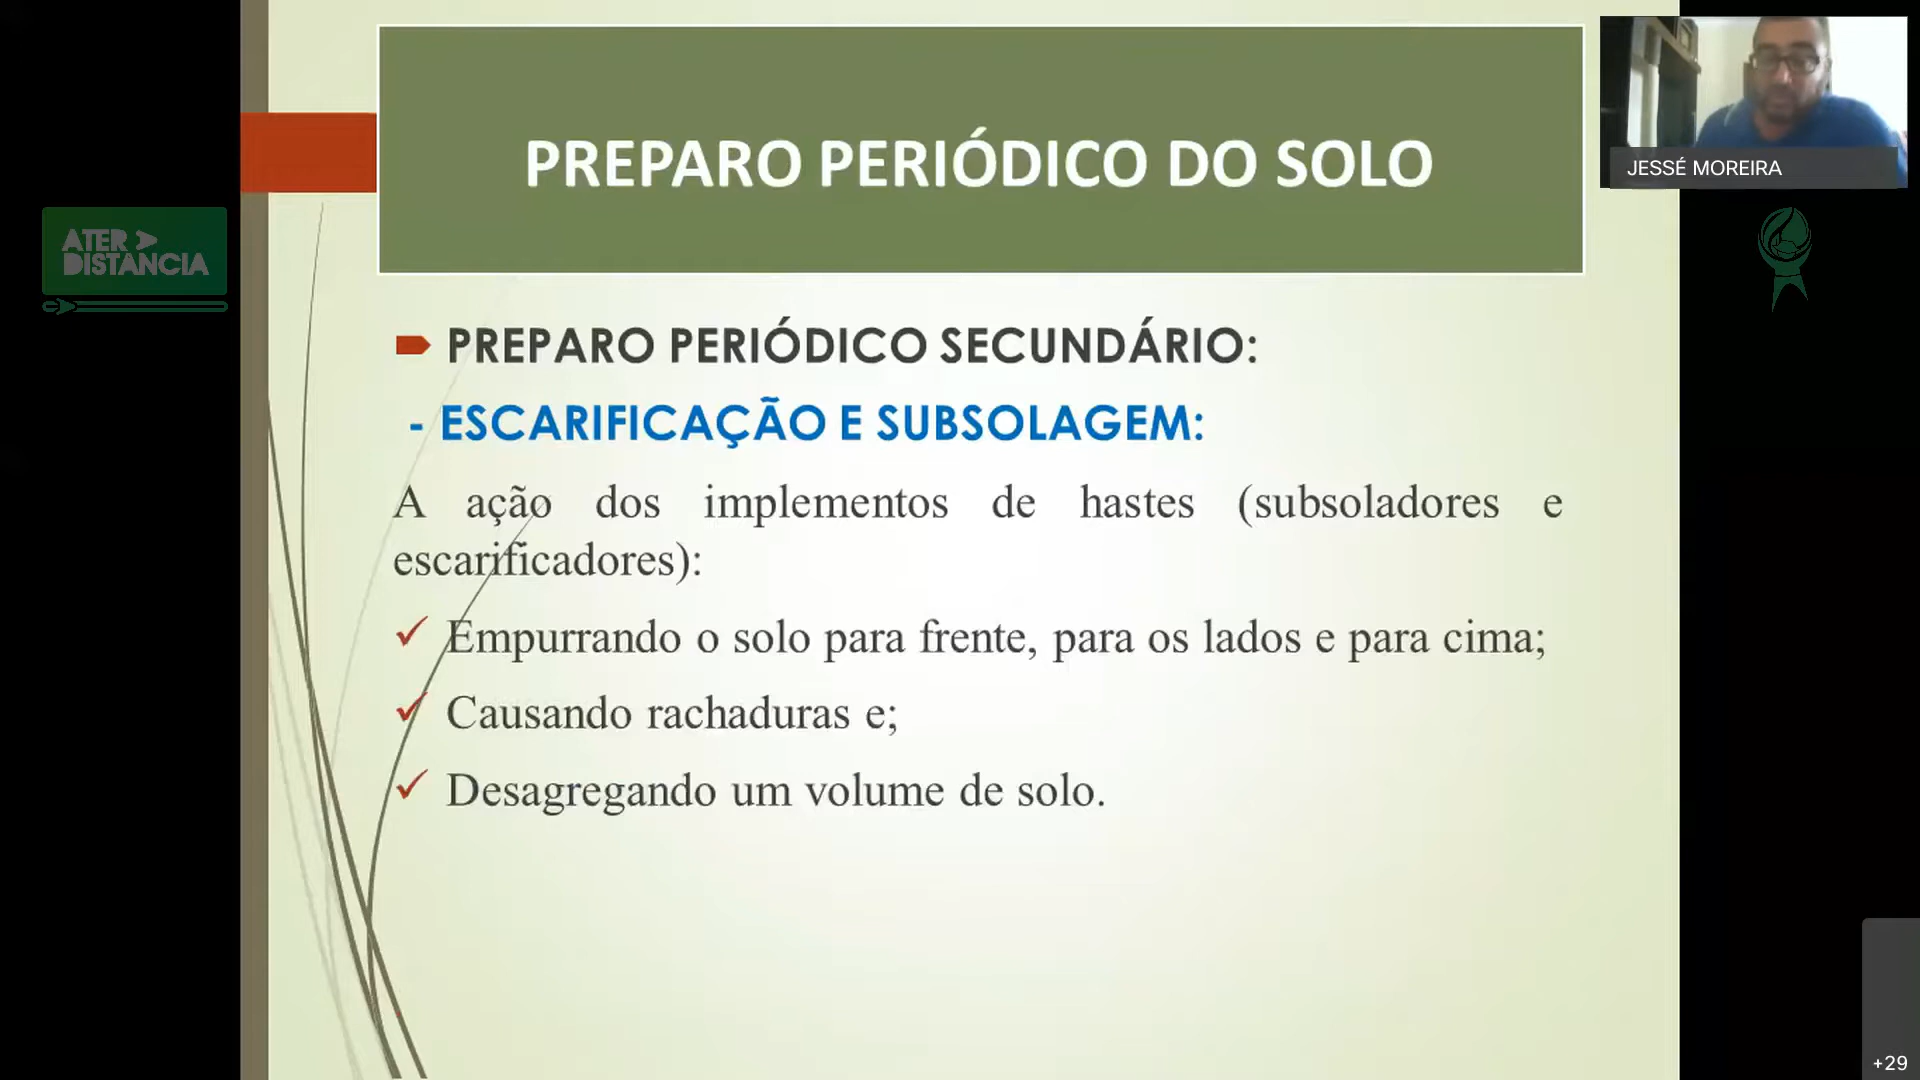 PREPARO PERIÓDICO DO SOLO
JESSÉ MOREIRA
ATER
DISTANCIA
PREPARO PERIÓDICO SECUNDÁRIO:
- ESCARIFICAÇÃO E SUBSOLAGEM:
A ação dos implementos de hastes (subsoladores e
escarificadores):
Empurrando o solo para frente, para os lados e para cima;
Causando rachaduras e;
Desagregando um volume de solo.
+29